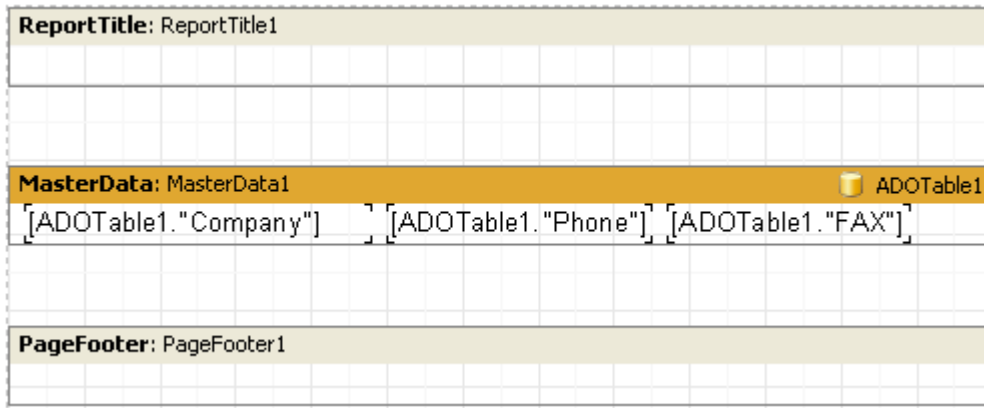 ReportTitle: ReportTitle1
MasterData: MasterData1 ADOTable1
[ADOTable1."Company"] [ADOTable1."Phone"] [ADOTable1."FAX"]
PageFooter: PageFooter1